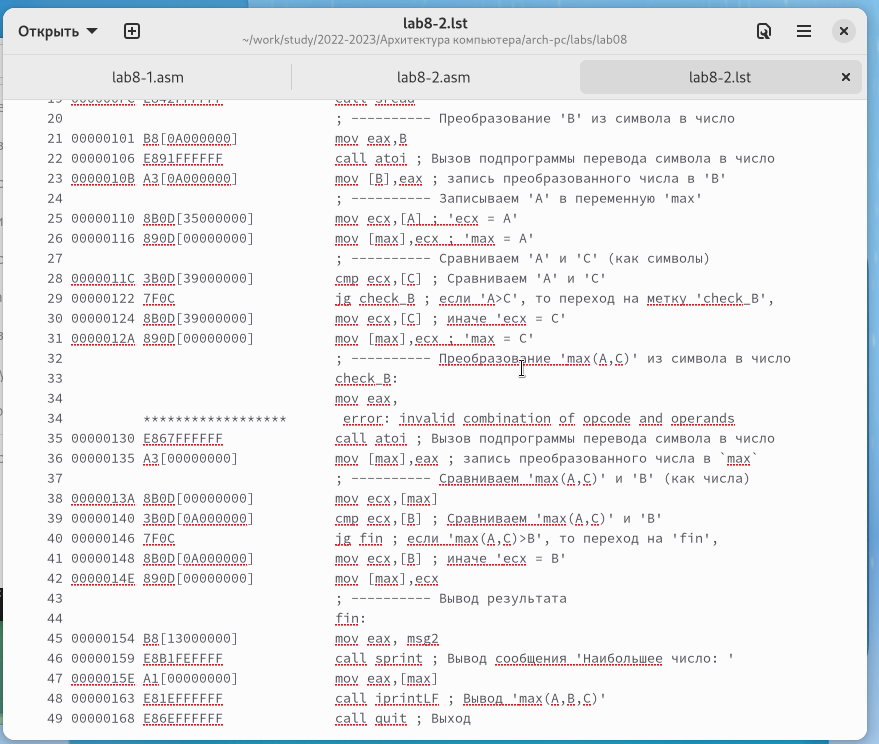 Открыть
lab8-2.lst
~/work/study/2022-2023/Архитектура компьютера/arch-pc/labs/lab08
lab8-1.asm
lab8-2.asm
lab8-2.lst
20 ; ---------- Преобразование 'B' из символа в число
21 00000101 B8[0A000000] mov eax,B
22 00000106 E891FFFFFF call atoi ; Вызов подпрограммы перевода символа в число
23 0000010B A3[0A000000] mov [B],eax ; запись преобразованного числа в 'B'
24 ; ---------- Записываем 'A' в переменную 'max'
25 00000110 8B0D[35000000] mov ecx,[A] ; 'ecx = A'
26 00000116 890D[00000000] mov [max],ecx ; 'max = A'
27 ; ---------- Сравниваем 'A' и 'C' (как символы)
28 0000011C 3B0D[39000000] cmp ecx,[C] ; Сравниваем 'A' и 'C'
29 00000122 7F0C jg check_B ; если 'A>C', то переход на метку 'check_B',
30 00000124 8B0D[39000000] mov ecx,[C] ; иначе 'ecx = C'
31 0000012A 890D[00000000] mov [max],ecx ; 'max = C'
32 ; ---------- Преобразование 'max(A,C)' из символа в число
33 check_B:
34 mov eax,
34 ****************** error: invalid combination of opcode and operands
35 00000130 E867FFFFFF call atoi ; Вызов подпрограммы перевода символа в число
36 00000135 A3[00000000] mov [max],eax ; запись преобразованного числа в `max`
37 ; ---------- Сравниваем 'max(A,C)' и 'B' (как числа)
38 0000013A 8B0D[00000000] mov ecx,[max]
39 00000140 3B0D[0A000000] cmp ecx,[B] ; Сравниваем 'max(A,C)' и 'B'
40 00000146 7F0C jg fin ; если 'max(A,C)>B', то переход на 'fin',
41 00000148 8B0D[0A000000] mov ecx,[B] ; иначе 'ecx = B'
42 0000014E 890D[00000000] mov [max],ecx
43 ; ---------- Вывод результата
44 fin:
45 00000154 B8[13000000] mov eax, msg2
46 00000159 E8B1FEFFFF call sprint ; Вывод сообщения 'Наибольшее число: '
47 0000015E A1[00000000] mov eax,[max]
48 00000163 E81EFFFFFF call iprintLF ; Вывод 'max(A,B,C)'
49 00000168 E86EFFFFFF call quit ; Выход